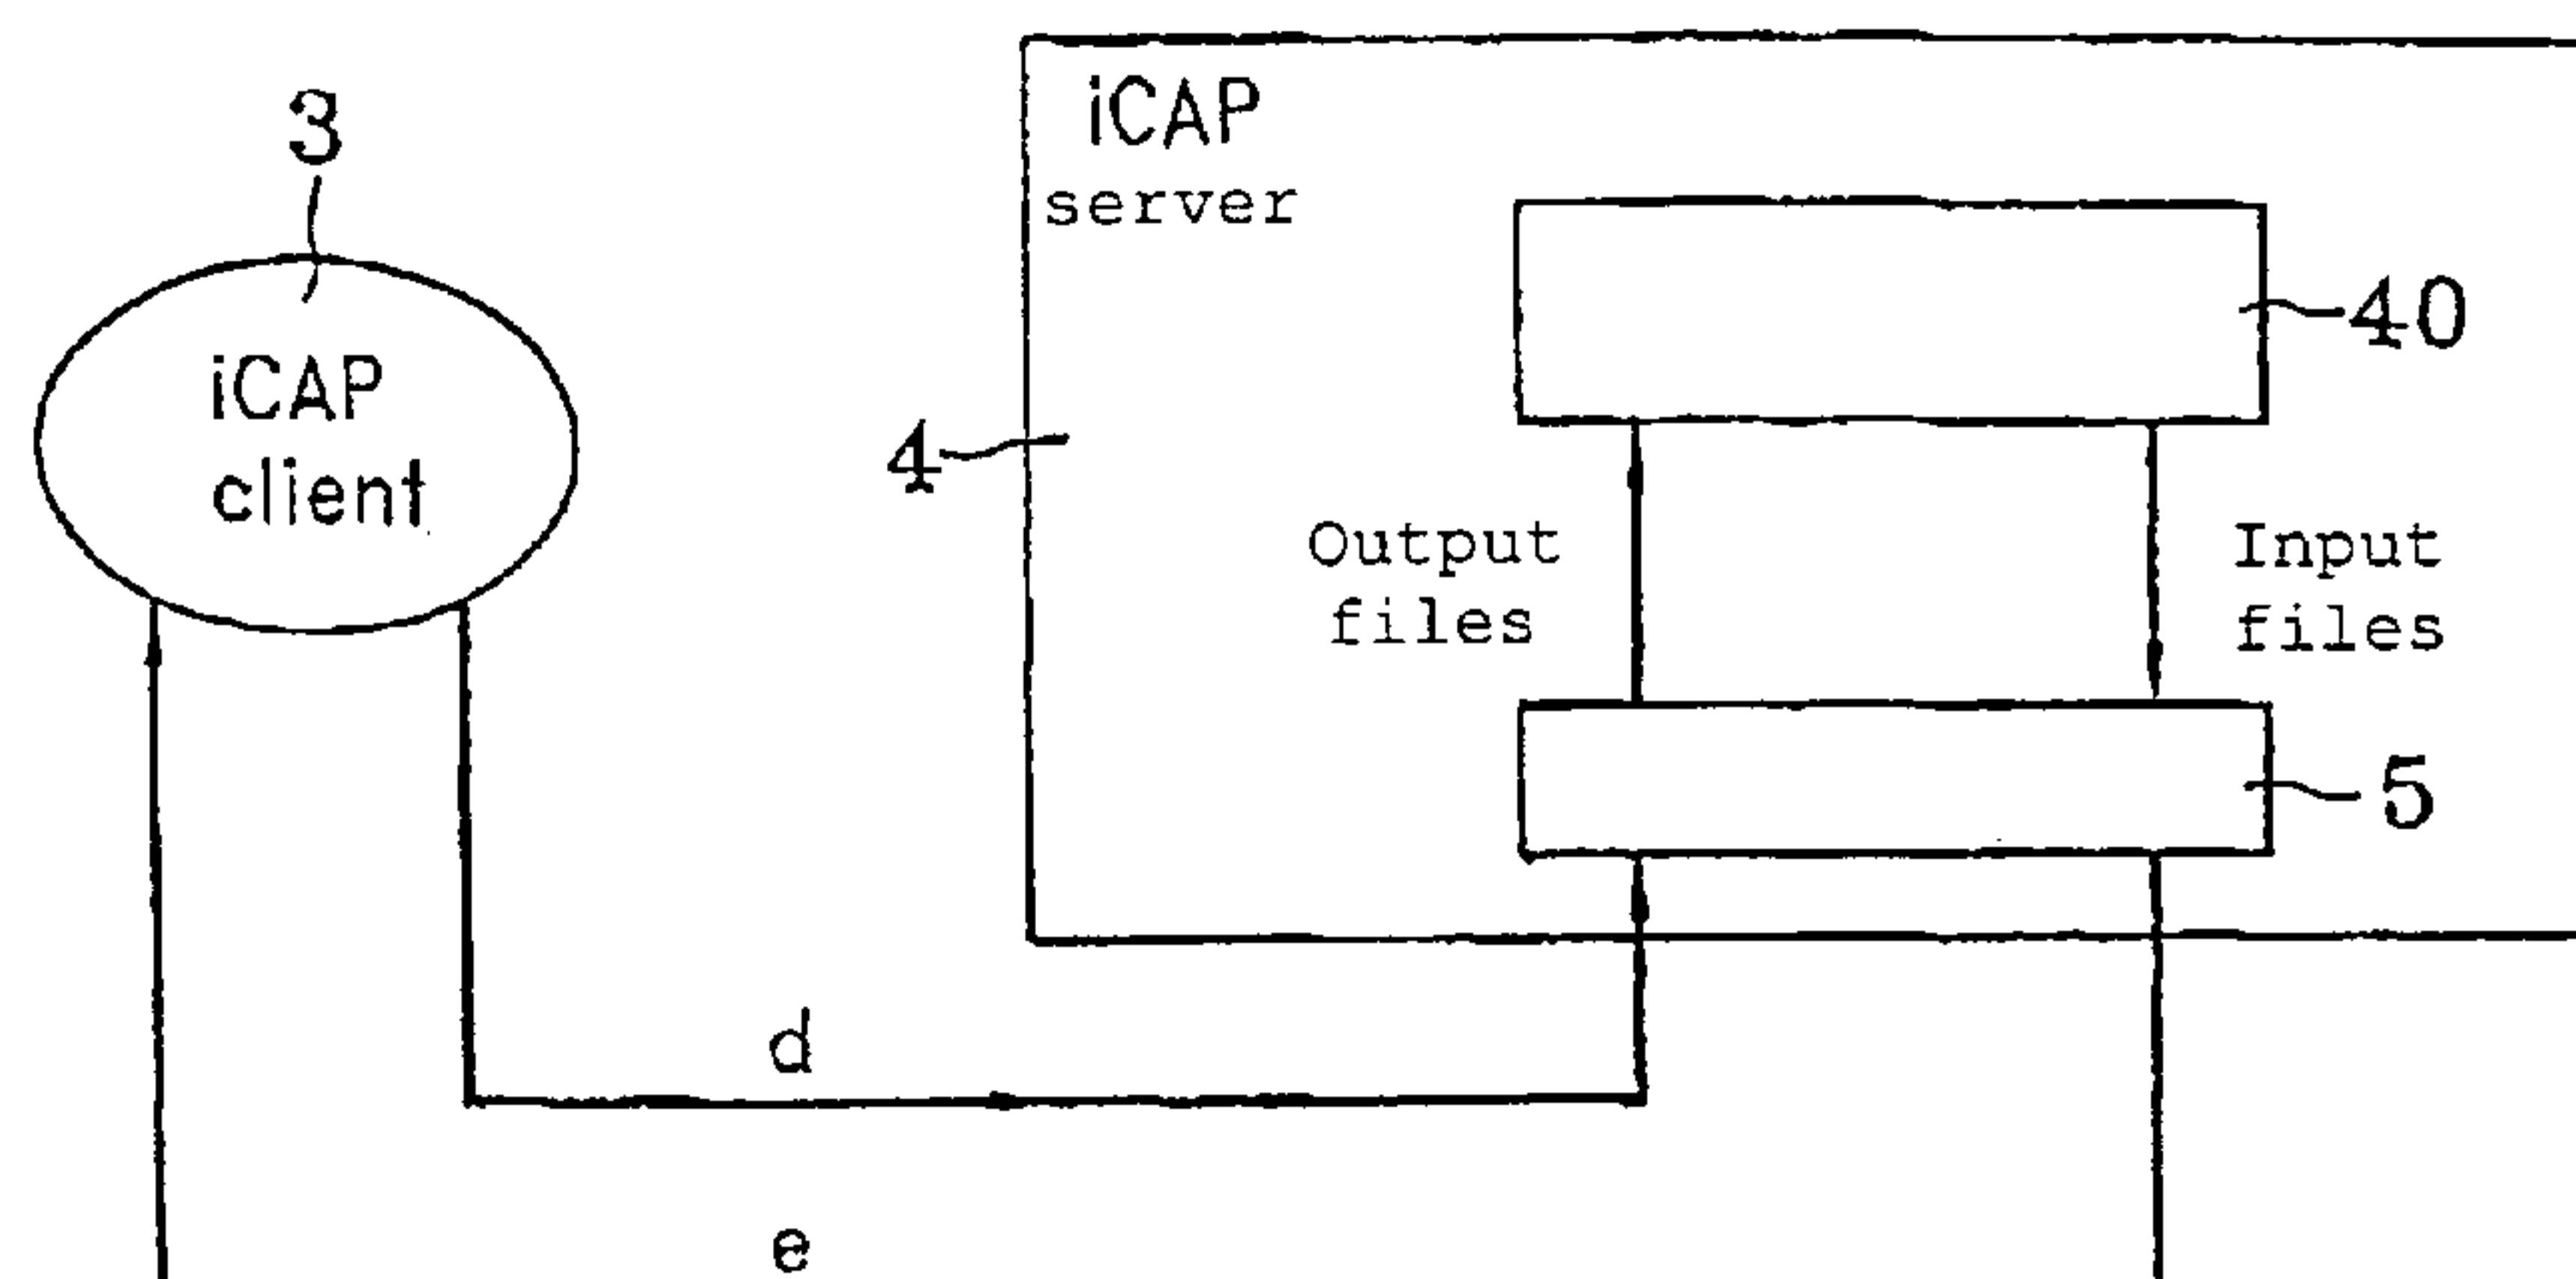 3
iCAP
client
iCAP
server
4
40
Output
files
Input
files
5
d
e